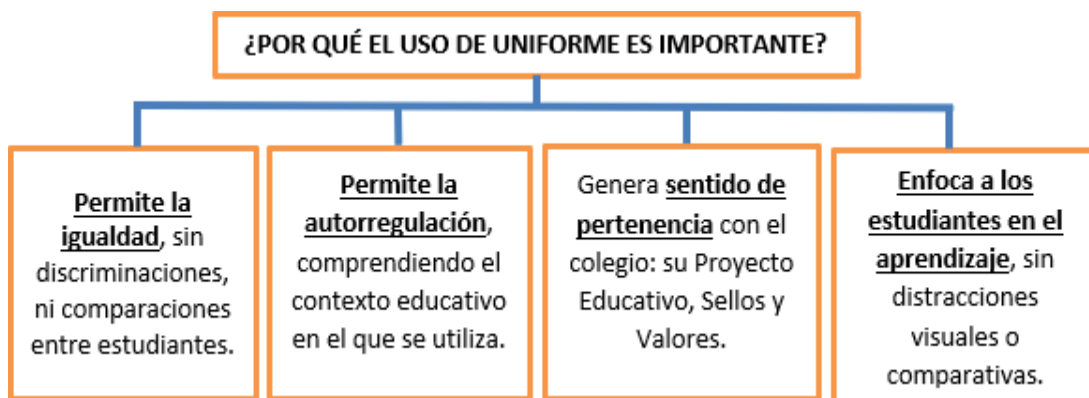 ¿POR QUÉ EL USO DE UNIFORME ES IMPORTANTE?
Permite la
igualdad, sin
discriminaciones,
ni comparaciones
entre estudiantes.
Permite la
autorregulación,
comprendiendo el
contexto educativo
en el que se utiliza.
Genera sentido de
pertenencia con el
colegio: su Proyecto
Educativo, Sellos y
Valores.
Enfoca a los
estudiantes en el
aprendizaje, sin
distracciones
visuales o
comparativas.